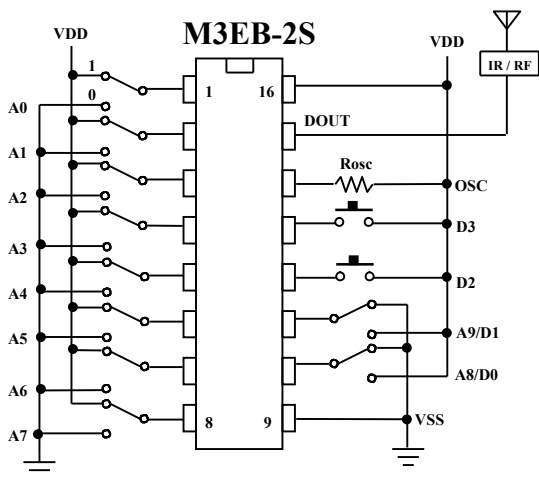 M3EB-2S
VDD
VDD
IR / RF
1
0
1
16
A0
DOUT
A1
Rosc
A2
OSC
A3
D3
A4
D2
A5
A9/D1
A6
A8/D0
A7
8
9
VSS